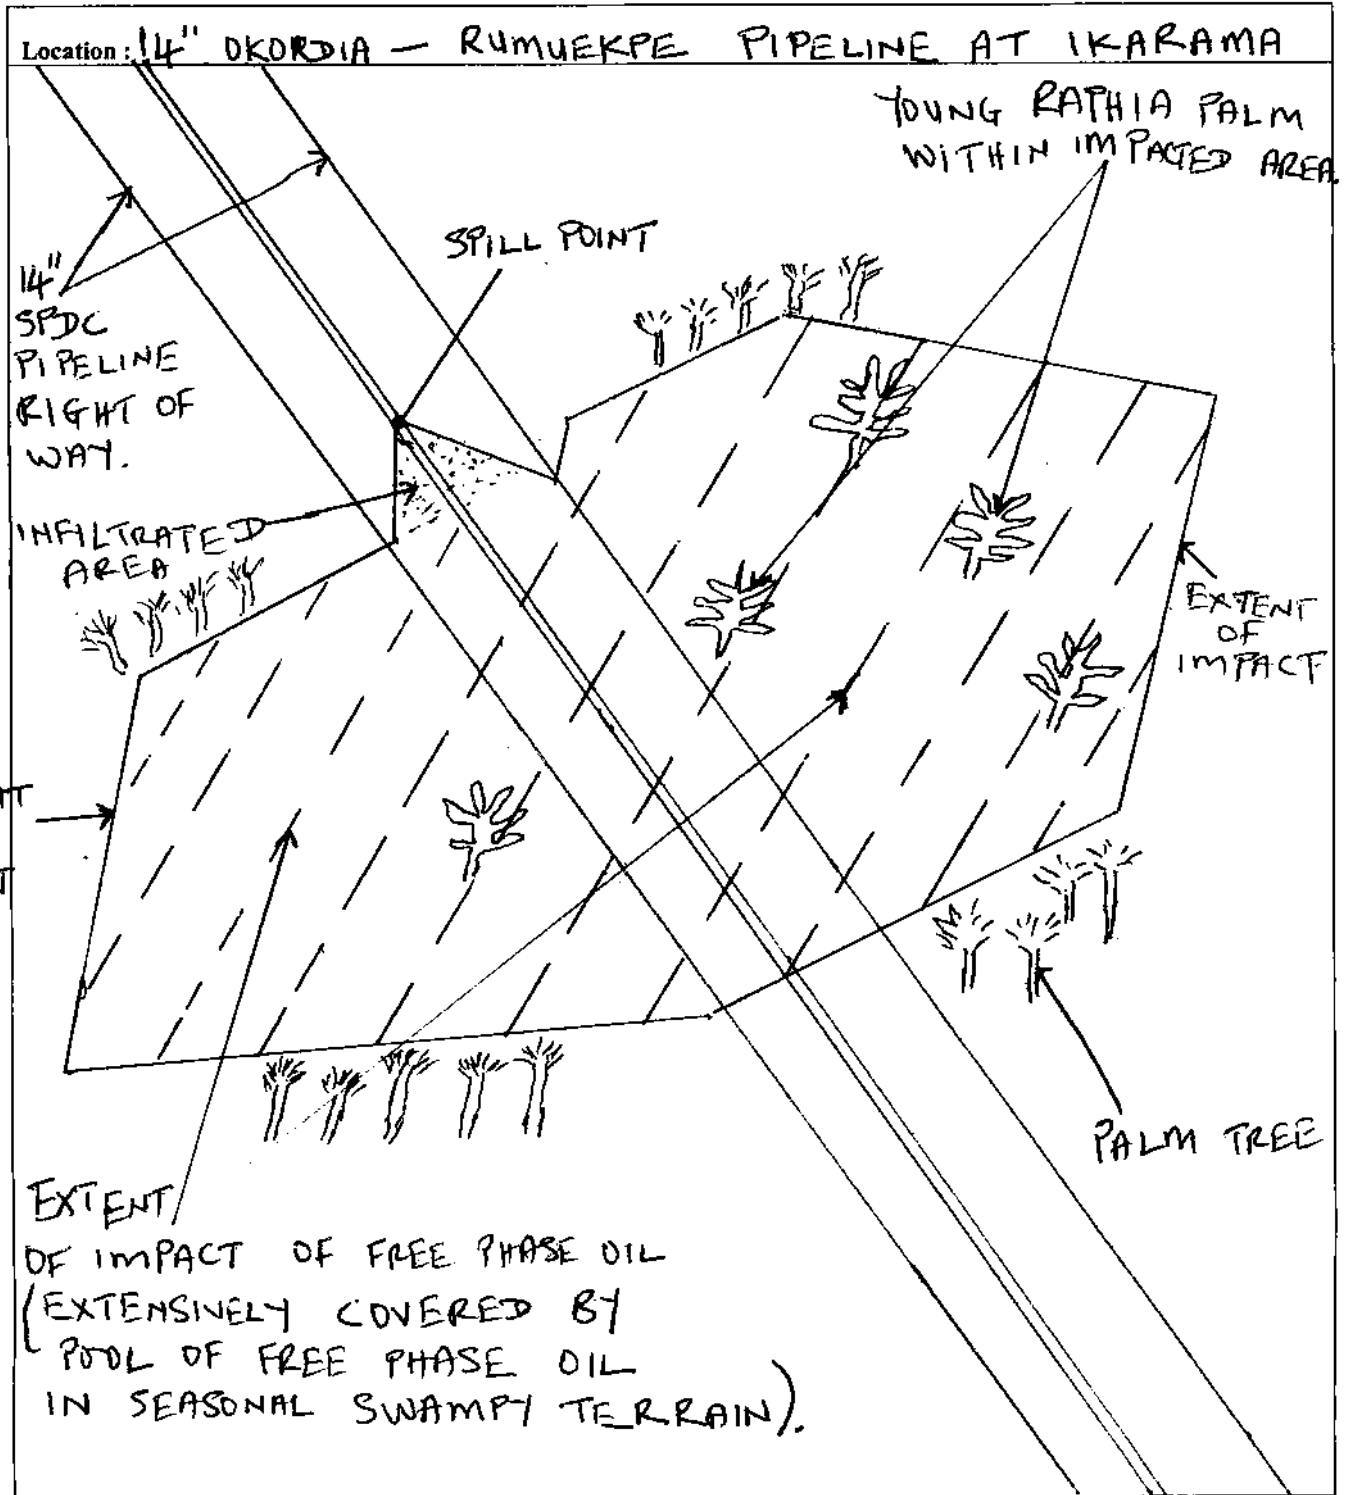 Location : 14" OKORDIA — RUMUEKPE PIPELINE AT IKARAMA
YOUNG RAPHIA PALM
WITHIN IMPACTED AREA.
SPILL POINT
14"
SPDC
PIPELINE
RIGHT OF
WAY.
INFILTRATED
AREA
EXTENT
OF
IMPACT
PALM TREE
EXTENT
OF IMPACT OF FREE PHASE OIL
(EXTENSIVELY COVERED BY
POOL OF FREE PHASE OIL
IN SEASONAL SWAMPY TERRAIN).